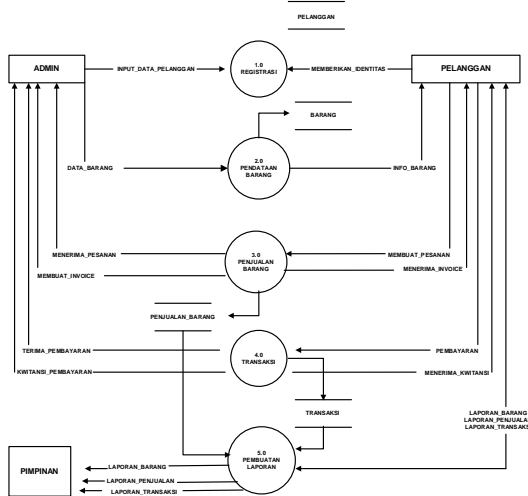 PELANGGAN
ADMIN
INPUT_DATA_PELANGGAN
1.0
REGISTRASI
MEMBERIKAN_IDENTITAS
PELANGGAN
BARANG
DATA_BARANG
2.0
PENDATAAN
BARANG
INFO_BARANG
MENERIMA_PESANAN
3.0
PENJUALAN
BARANG
MEMBUAT_PESANAN
MEMBUAT_INVOICE
MENERIMA_INVOICE
PENJUALAN_BARANG
TERIMA_PEMBAYARAN
4.0
TRANSAKSI
PEMBAYARAN
KWITANSI_PEMBAYARAN
MENERIMA_KWITANSI
TRANSAKSI
LAPORAN_BARANG
LAPORAN_PENJUALA
LAPORAN_TRANSAKS
PIMPINAN
LAPORAN_BARANG
5.0
PEMBUATAN
LAPORAN
LAPORAN_PENJUALAN
LAPORAN_TRANSAKSI